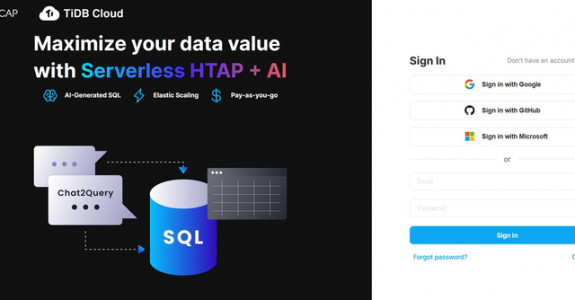 CAP TiDB Cloud
Maximize your data value
with Serverless HTAP + AI
AI-Generated SQL Elastic Scaling Pay-as-you-go
Chat2Query
SQL
Sign In
Don't have an account
Sign in with Google
Sign in with GitHub
Sign in with Microsoft
or
Email
Password
Sign In
Forgot password?